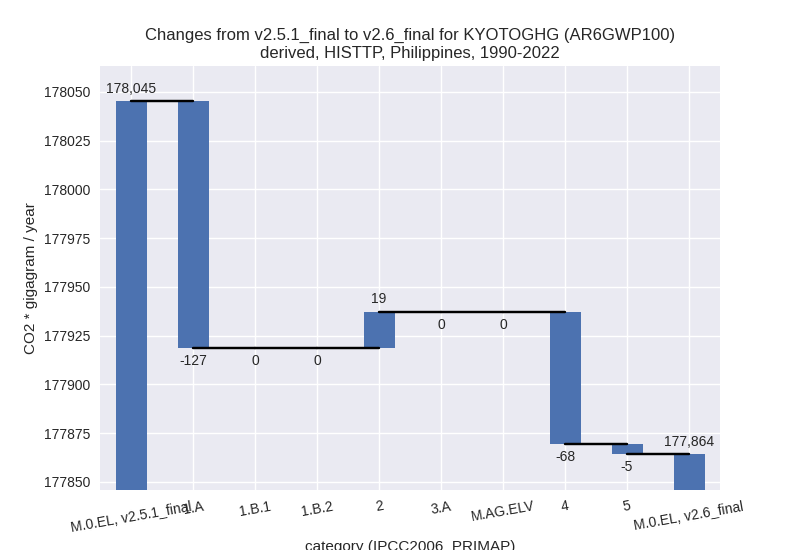 Changes from v2.5.1_final to v2.6_final for KYOTOGHG (AR6GWP100)
derived, HISTTP, Philippines, 1990-2022
CO2 * gigagram / year
178050
178025
178000
177975
177950
177925
177900
177875
177850
178,045
-127
0
0
19
0
0
-68
-5
177,864
M.0.EL, v2.5.1_final
1.A
1.B.1
1.B.2
2
3.A
M.AG.ELV
4
5
M.0.EL, v2.6_final
category (IPCC2006_PRIMAP)